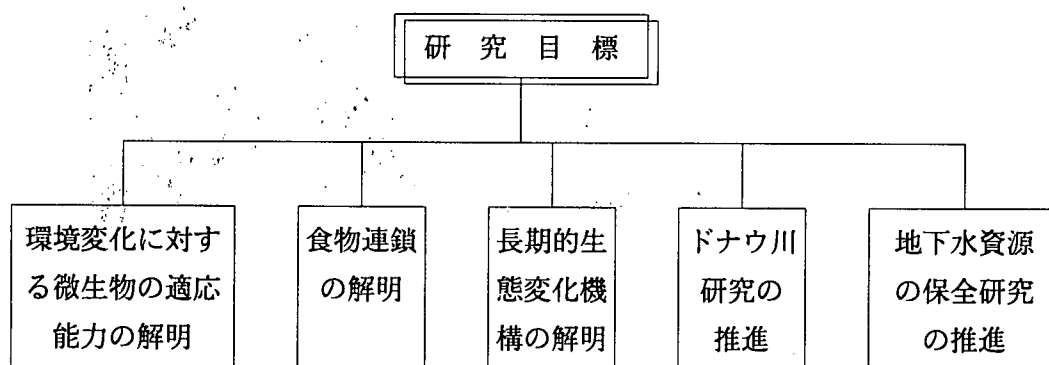 研究目標
環境変化に対す
る微生物の適応
能力の解明
食物連鎖
の解明
長期的生
態変化機
構の解明
ドナウ川
研究の
推進
地下水資源
の保全研究
の推進